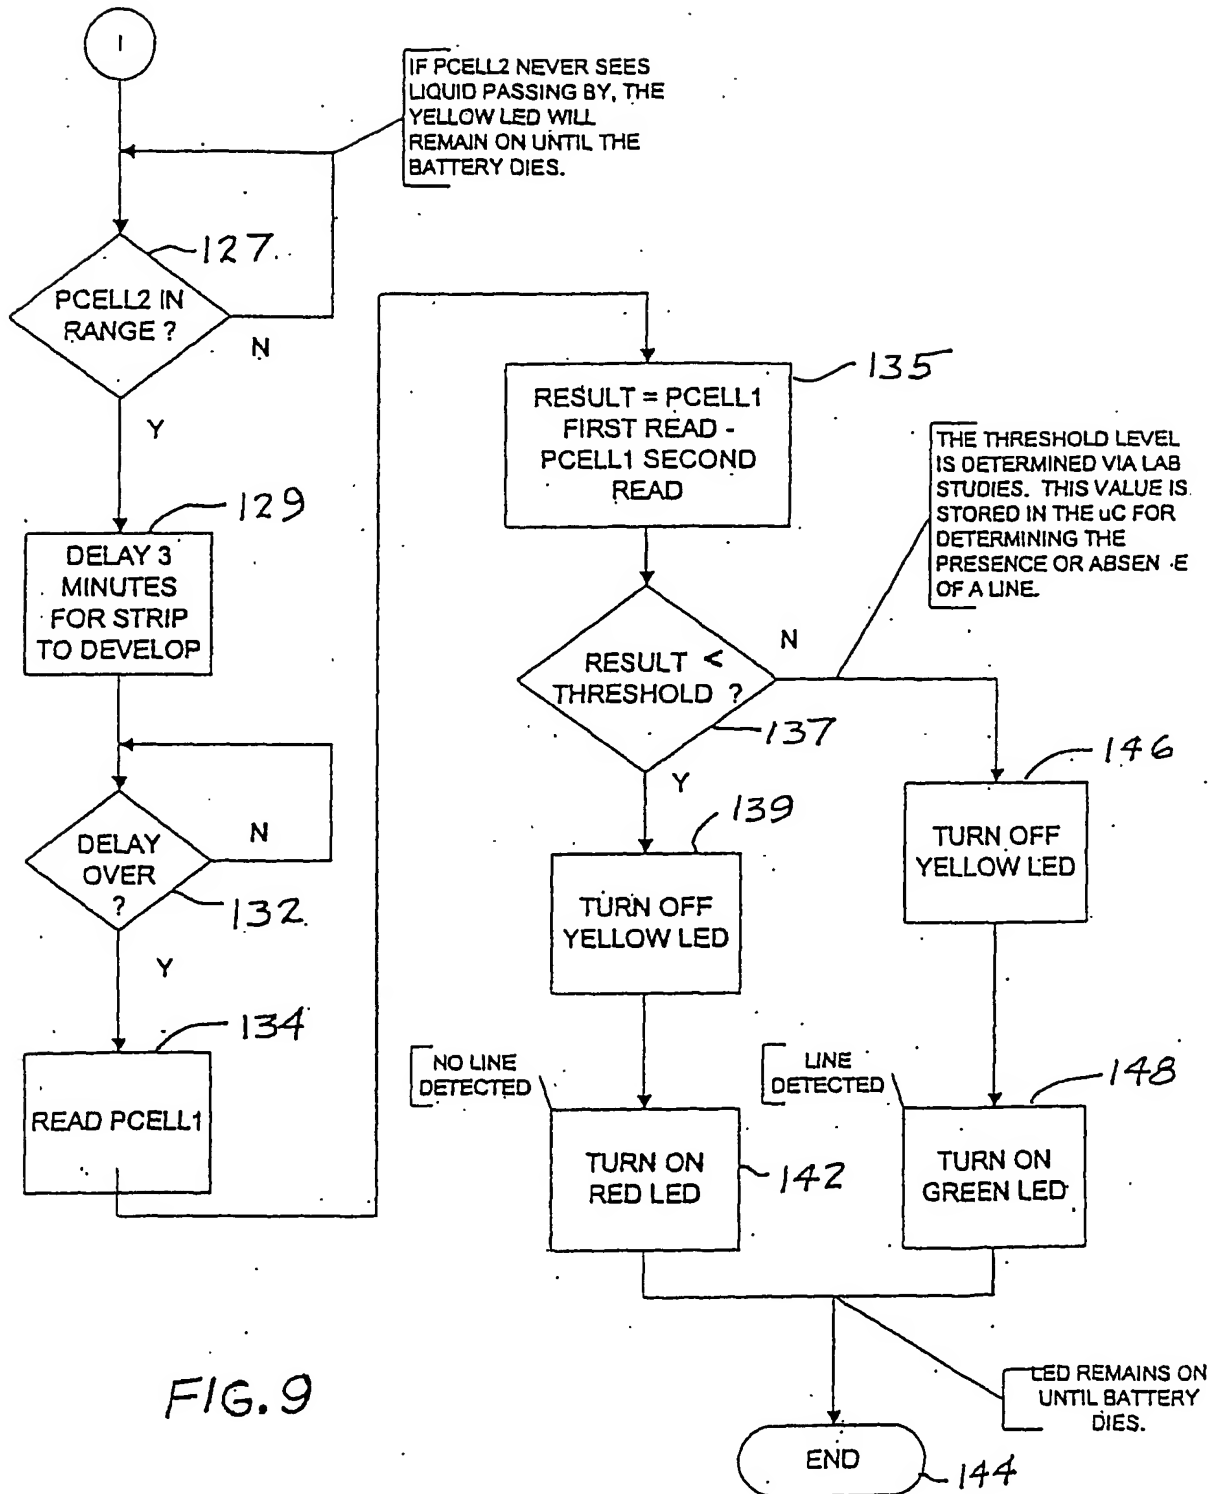 1
IF PCELL2 NEVER SEES
LIQUID PASSING BY, THE
YELLOW LED WILL
REMAIN ON UNTIL THE
BATTERY DIES.
127
PCELL2 IN
RANGE ?
N
Y
129
DELAY 3
MINUTES
FOR STRIP
TO DEVELOP
DELAY
OVER
?
N
132
Y
134
READ PCELL1
135
RESULT = PCELL1
FIRST READ -
PCELL1 SECOND
READ
THE THRESHOLD LEVEL
IS DETERMINED VIA LAB
STUDIES. THIS VALUE IS
STORED IN THE uC FOR
DETERMINING THE
PRESENCE OR ABSEN E
OF A LINE.
RESULT <
THRESHOLD ?
N
137
Y
139
TURN OFF
YELLOW LED
146
TURN OFF
YELLOW LED
NO LINE
DETECTED
TURN ON
RED LED
142
LINE
DETECTED
148
TURN ON
GREEN LED
LED REMAINS ON
UNTIL BATTERY
DIES.
END
144
FIG. 9